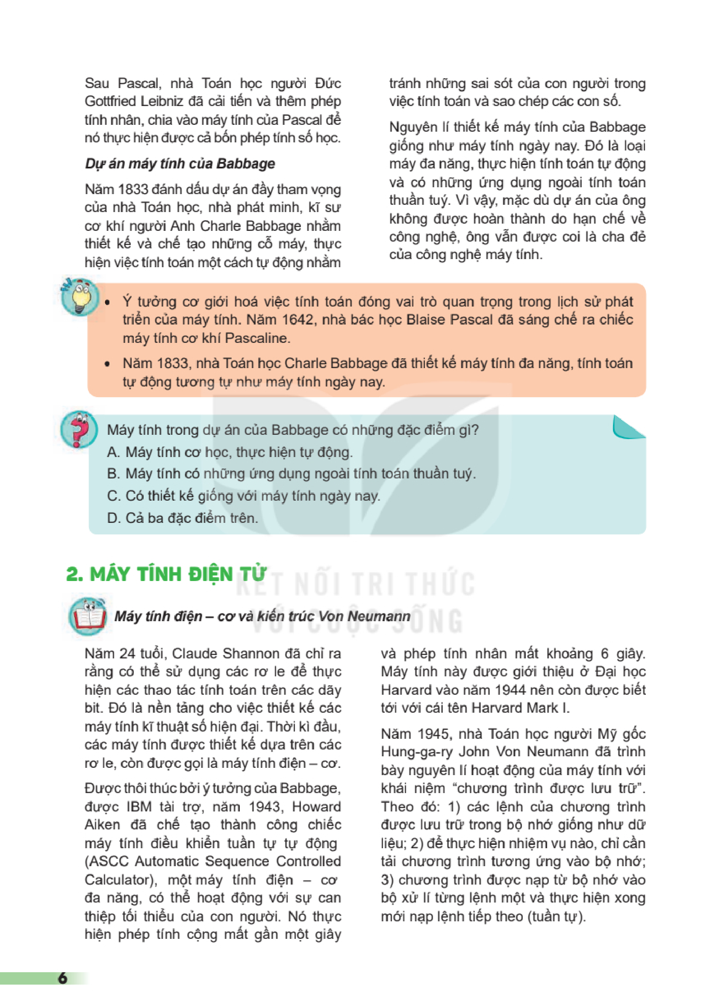 Sau Pascal, nhà Toán học người Đức
Gottfried Leibniz đã cải tiến và thêm phép
tính nhân, chia vào máy tính của Pascal để
nó thực hiện được cả bốn phép tính số học.
Dự án máy tính của Babbage
Năm 1833 đánh dấu dự án đầy tham vọng
của nhà Toán học, nhà phát minh, kĩ sư
cơ khí người Anh Charle Babbage nhằm
thiết kế và chế tạo những cỗ máy, thực
hiện việc tính toán một cách tự động nhằm
tránh những sai sót của con người trong
việc tính toán và sao chép các con số.
Nguyên lí thiết kế máy tính của Babbage
giống như máy tính ngày nay. Đó là loại
máy đa năng, thực hiện tính toán tự động
và có những ứng dụng ngoài tính toán
thuần tuý. Vì vậy, mặc dù dự án của ông
không được hoàn thành do hạn chế về
công nghệ, ông vẫn được coi là cha đẻ
của công nghệ máy tính.
• Ý tưởng cơ giới hoá việc tính toán đóng vai trò quan trọng trong lịch sử phát
triển của máy tính. Năm 1642, nhà bác học Blaise Pascal đã sáng chế ra chiếc
máy tính cơ khí Pascaline.
• Năm 1833, nhà Toán học Charle Babbage đã thiết kế máy tính đa năng, tính toán
tự động tương tự như máy tính ngày nay.
Máy tính trong dự án của Babbage có những đặc điểm gì?
A. Máy tính cơ học, thực hiện tự động.
B. Máy tính có những ứng dụng ngoài tính toán thuần tuý.
C. Có thiết kế giống với máy tính ngày nay.
D. Cả ba đặc điểm trên.
2. MÁY TÍNH ĐIỆN TỬ
KẾT NỐI TRI THỨC
VỚI CUỘC SỐNG
Máy tính điện – cơ và kiến trúc Von Neumann
Năm 24 tuổi, Claude Shannon đã chỉ ra
rằng có thể sử dụng các rơ le để thực
hiện các thao tác tính toán trên các dãy
bit. Đó là nền tảng cho việc thiết kế các
máy tính kĩ thuật số hiện đại. Thời kì đầu,
các máy tính được thiết kế dựa trên các
rơ le, còn được gọi là máy tính điện – cơ.
Được thôi thúc bởi ý tưởng của Babbage,
được IBM tài trợ, năm 1943, Howard
Aiken đã chế tạo thành công chiếc
máy tính điều khiển tuần tự tự động
(ASCC Automatic Sequence Controlled
Calculator), một máy tính điện – cơ
đa năng, có thể hoạt động với sự can
thiệp tối thiểu của con người. Nó thực
hiện phép tính cộng mất gần một giây
và phép tính nhân mất khoảng 6 giây.
Máy tính này được giới thiệu ở Đại học
Harvard vào năm 1944 nên còn được biết
tới với cái tên Harvard Mark I.
Năm 1945, nhà Toán học người Mỹ gốc
Hung-ga-ry John Von Neumann đã trình
bày nguyên lí hoạt động của máy tính với
khái niệm “chương trình được lưu trữ”.
Theo đó: 1) các lệnh của chương trình
được lưu trữ trong bộ nhớ giống như dữ
liệu; 2) để thực hiện nhiệm vụ nào, chỉ cần
tải chương trình tương ứng vào bộ nhớ;
3) chương trình được nạp từ bộ nhớ vào
bộ xử lí từng lệnh một và thực hiện xong
mới nạp lệnh tiếp theo (tuần tự).
6